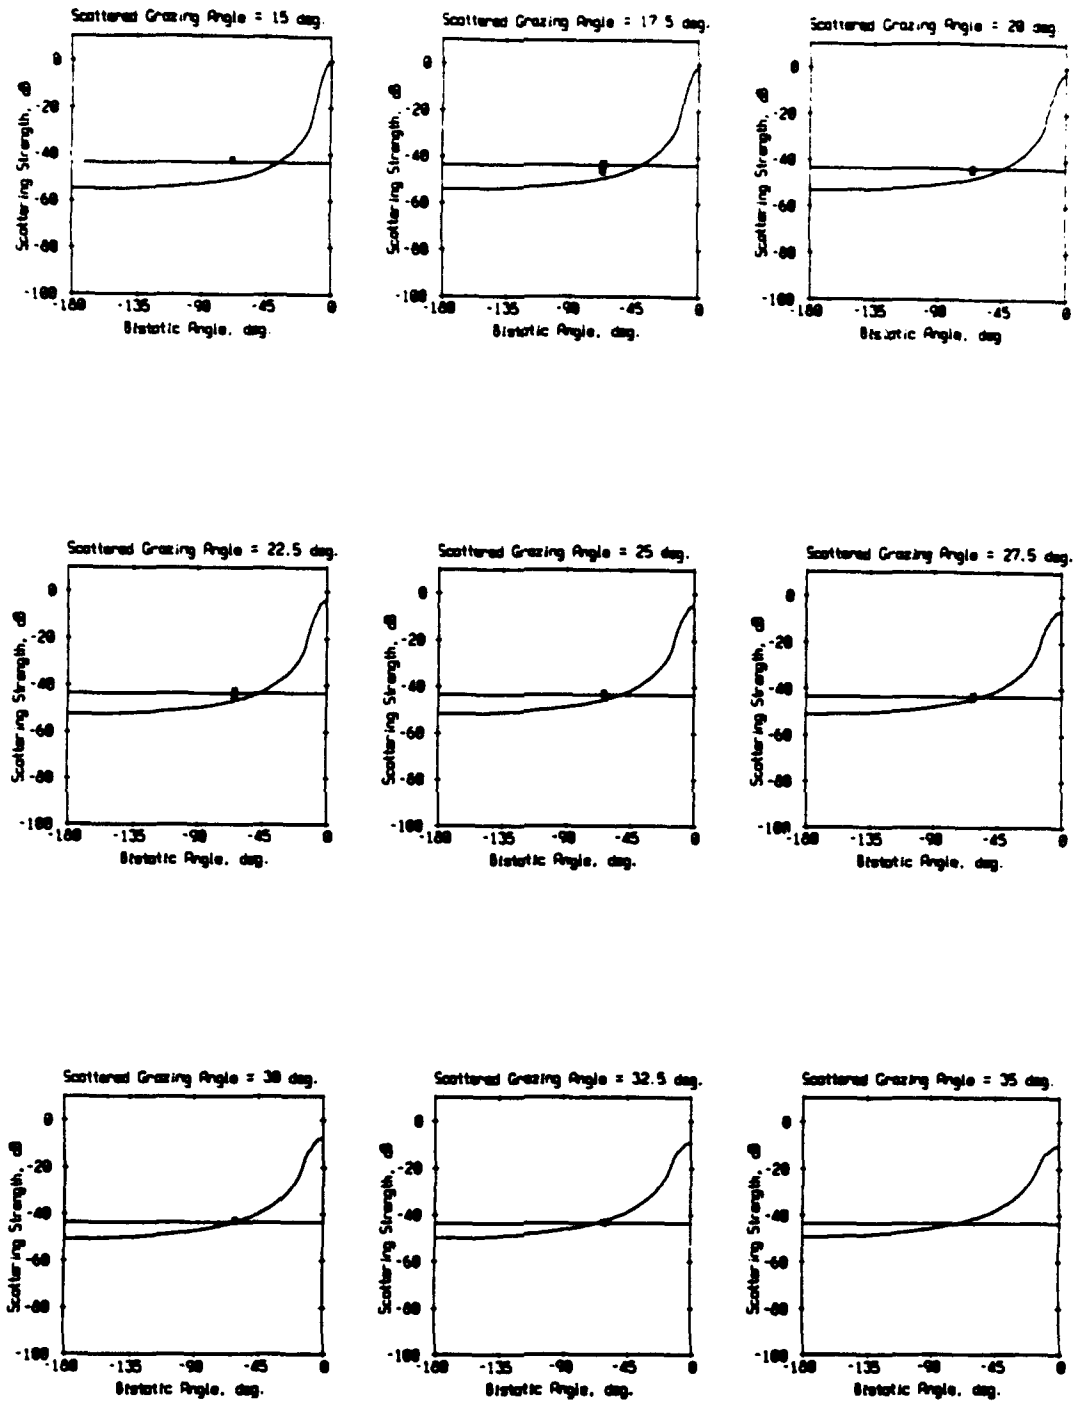 Scattered Grazing Angle = 15 deg.
Scattered Grazing Angle = 17 5 deg.
Scattered Grazing Angle = 20 deg.
Scattering Strength, dB
0
-20
-40
-60
-80
-100
-180 -135 -90 -45 0
Bistatic Angle, deg.
Scattering Strength, dB
0
-20
-40
-60
-80
-100
-180 -135 -90 -45 0
Bistatic Angle, deg.
Scattering Strength, dB
0
-20
-40
-60
-80
-100
-180 -135 -90 -45 0
Bistatic Angle, deg
Scattered Grazing Angle = 22.5 deg.
Scattered Grazing Angle = 25 deg.
Scattered Grazing Angle = 27.5 deg.
Scattering Strength, dB
0
-20
-40
-60
-80
-100
-180 -135 -90 -45 0
Bistatic Angle, deg.
Scattering Strength, dB
0
-20
-40
-60
-80
-100
-180 -135 -90 -45 0
Bistatic Angle, deg.
Scattering Strength, dB
0
-20
-40
-60
-80
-100
-180 -135 -90 -45 0
Bistatic Angle, deg.
Scattered Grazing Angle = 30 deg.
Scattered Grazing Angle = 32.5 deg.
Scattered Grazing Angle = 35 deg.
Scattering Strength, dB
0
-20
-40
-60
-80
-100
-180 -135 -90 -45 0
Bistatic Angle, deg.
Scattering Strength, dB
0
-20
-40
-60
-80
-100
-180 -135 -90 -45 0
Bistatic Angle, deg.
Scattering Strength, dB
0
-20
-40
-60
-80
-100
-180 -135 -90 -45 0
Bistatic Angle, deg.